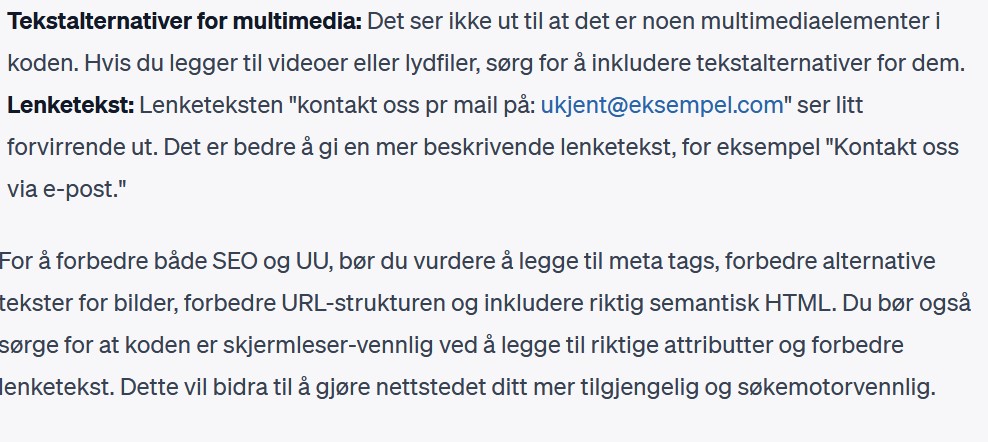 Tekstalternativer for multimedia: Det ser ikke ut til at det er noen multimediaelementer i
koden. Hvis du legger til videoer eller lydfiler, sørg for å inkludere tekstalternativer for dem.
Lenketekst: Lenketeksten "kontakt oss pr mail på: ukjent@eksempel.com" ser litt
forvirrende ut. Det er bedre å gi en mer beskrivende lenketekst, for eksempel "Kontakt oss
via e-post."
For å forbedre både SEO og UU, bør du vurdere å legge til meta tags, forbedre alternative
tekster for bilder, forbedre URL-strukturen og inkludere riktig semantisk HTML. Du bør også
sørge for at koden er skjermleser-vennlig ved å legge til riktige attributter og forbedre
lenketekst. Dette vil bidra til å gjøre nettstedet ditt mer tilgjengelig og søkemotorvennlig.